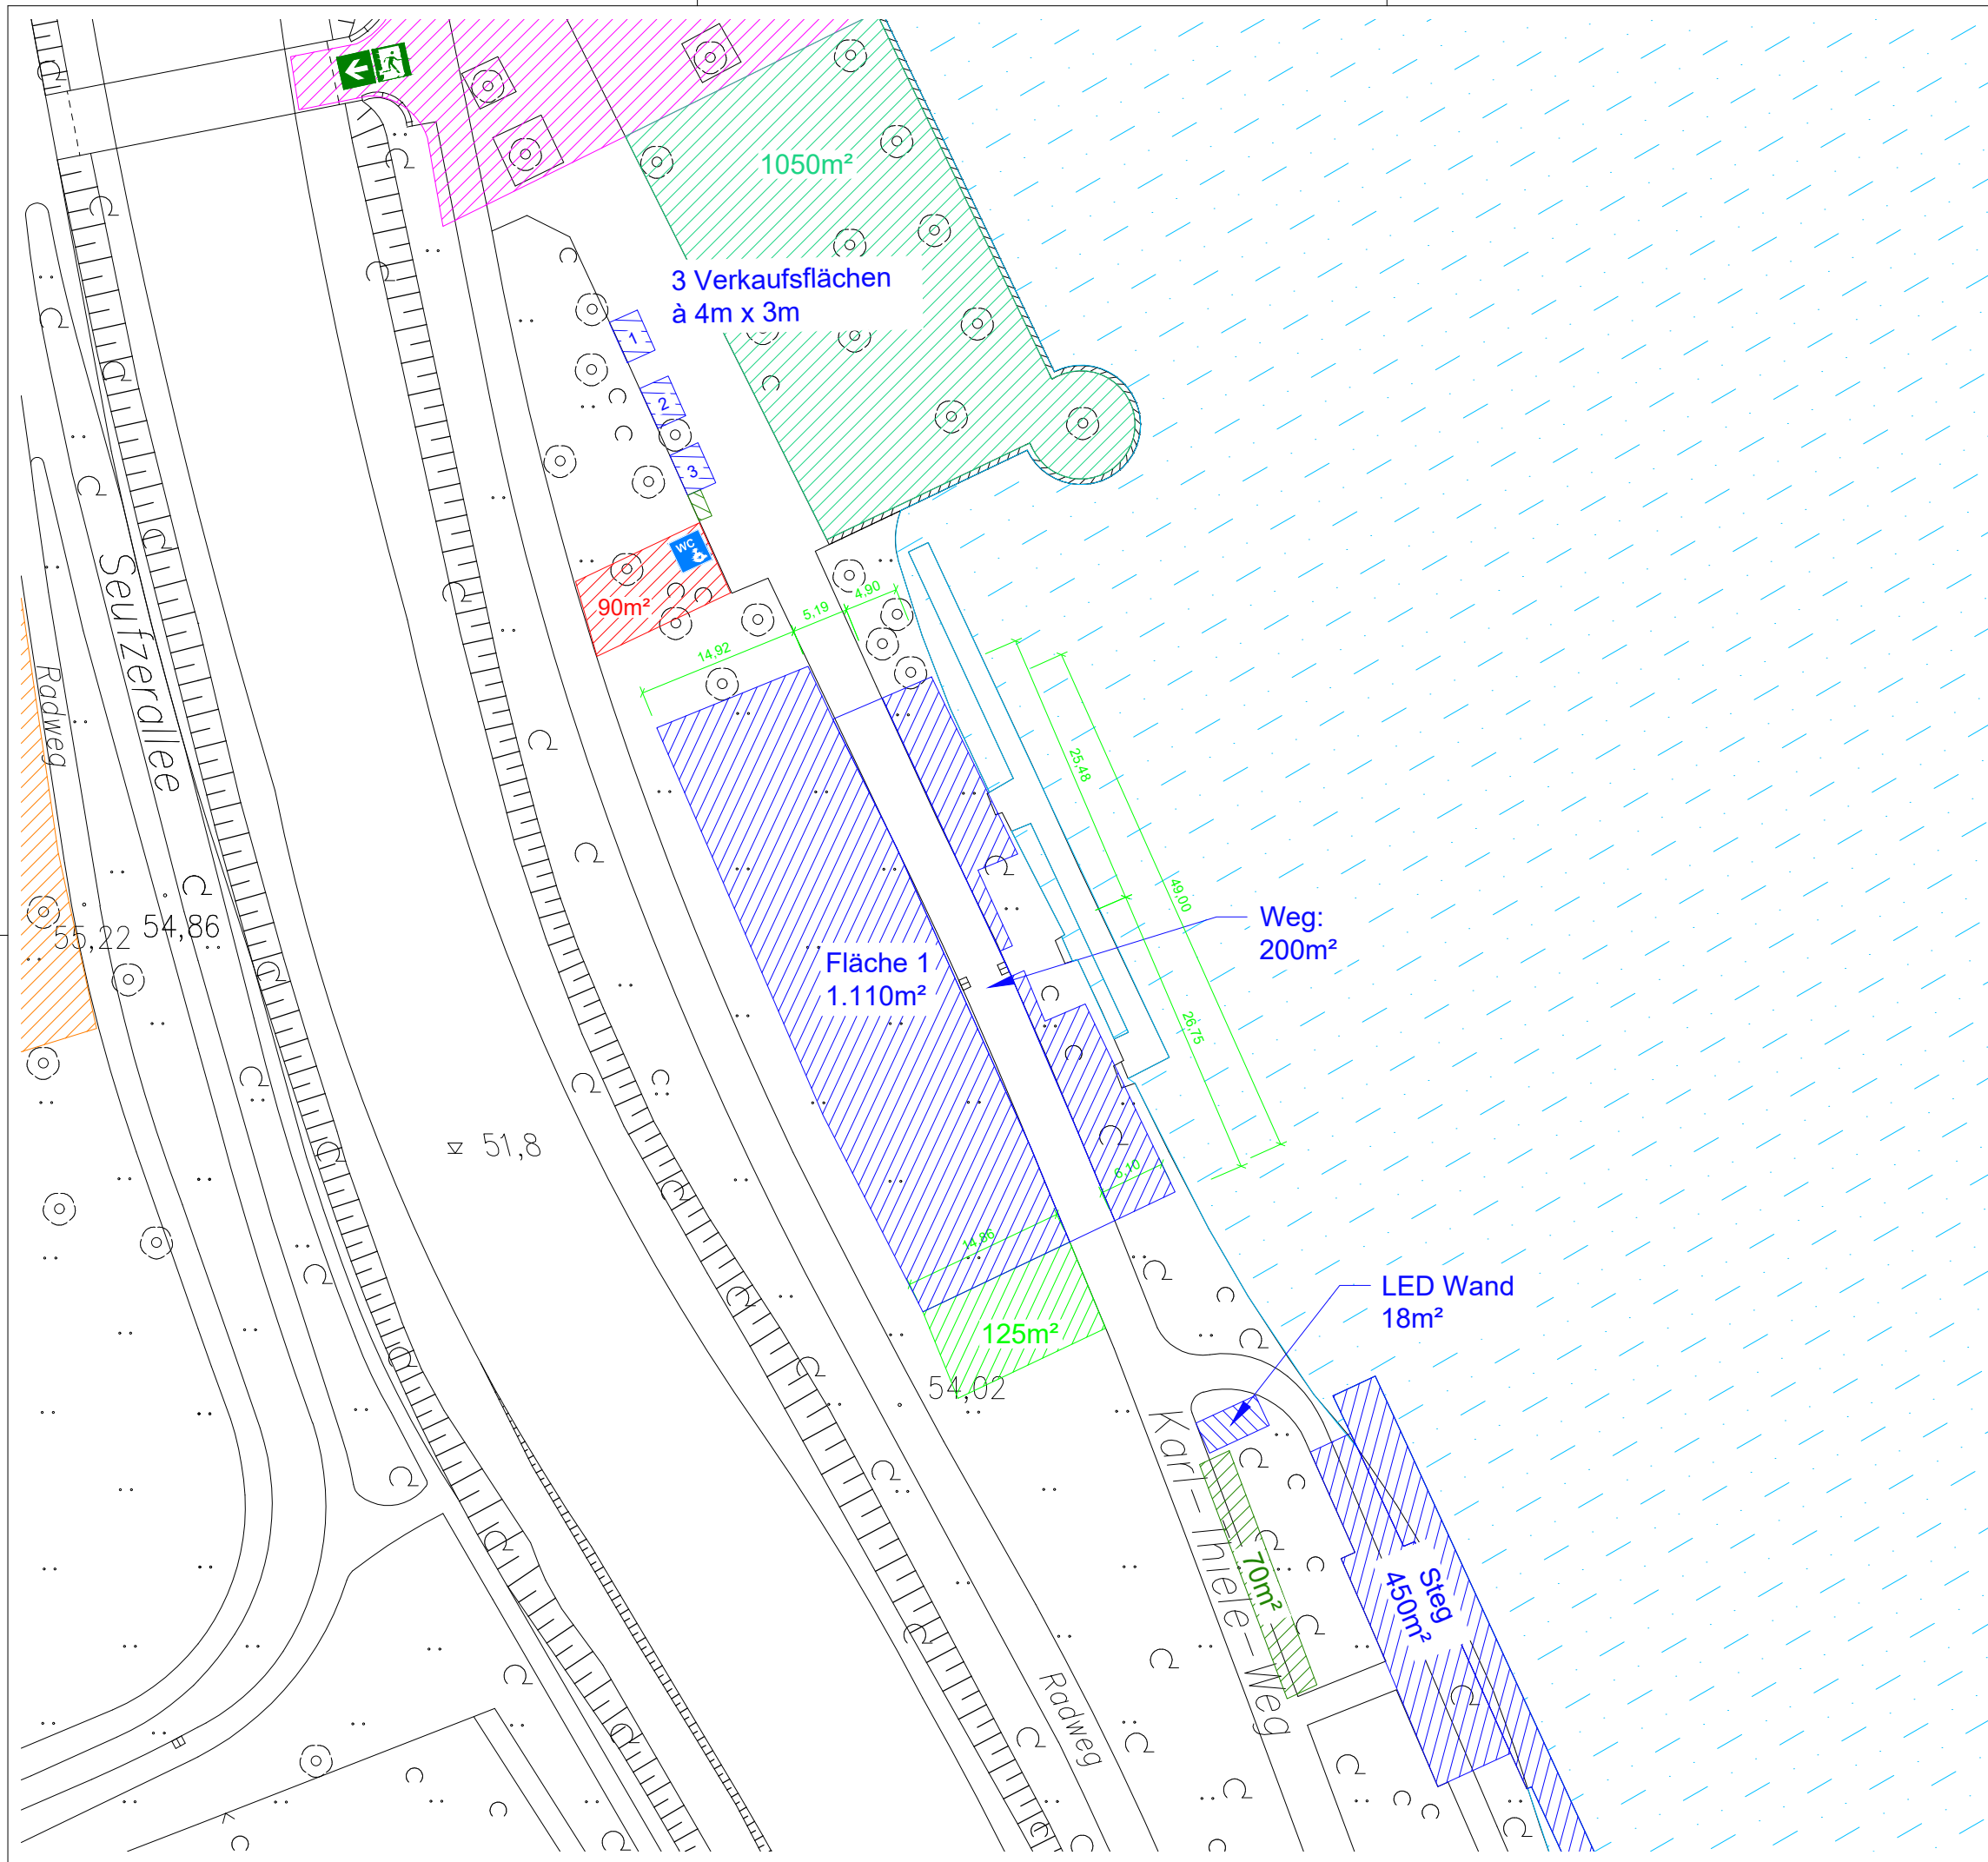 1050m²
3 Verkaufsflächen
à 4m x 3m
1
2
3
WC
90m²
14,92
5,19
4,90
Seufzerallee
Radweg
25,48
49,00
26,75
55,22
54,86
Fläche 1
1.110m²
Weg:
200m²
51,8
6,10
14,86
125m²
54,02
LED Wand
18m²
Karl-Thiele-Weg
70m²
Steg
450m²
Radweg